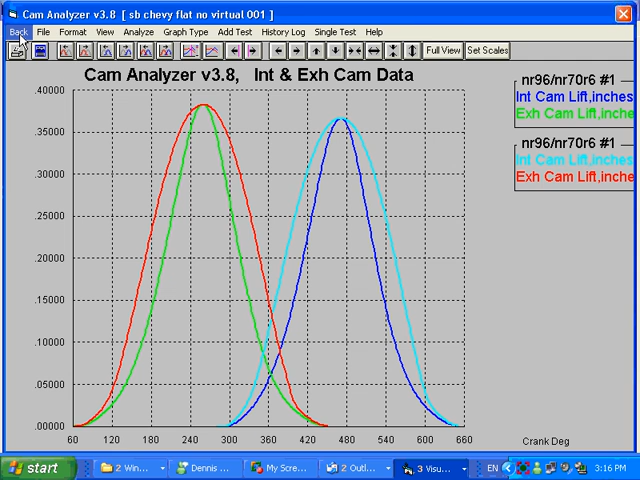 Cam Analyzer v3.8  [ sb chevy flat no virtual 001 ]
Back File Format View Analyze Graph Type Add Test History Log Single Test Help
Full View Set Scales
Cam Analyzer v3.8,   Int & Exh Cam Data
nr96/nr70r6 #1
Int Cam Lift,inches
Exh Cam Lift,inche
nr96/nr70r6 #1
Int Cam Lift,inches
Exh Cam Lift,inche
.40000
.35000
.30000
.25000
.20000
.15000
.10000
.05000
.00000
60 120 180 240 300 360 420 480 540 600 660
Crank Deg
start 2 Win... Dennis ... My Scre... 2 Outl... 3 Visu... EN 3:16 PM